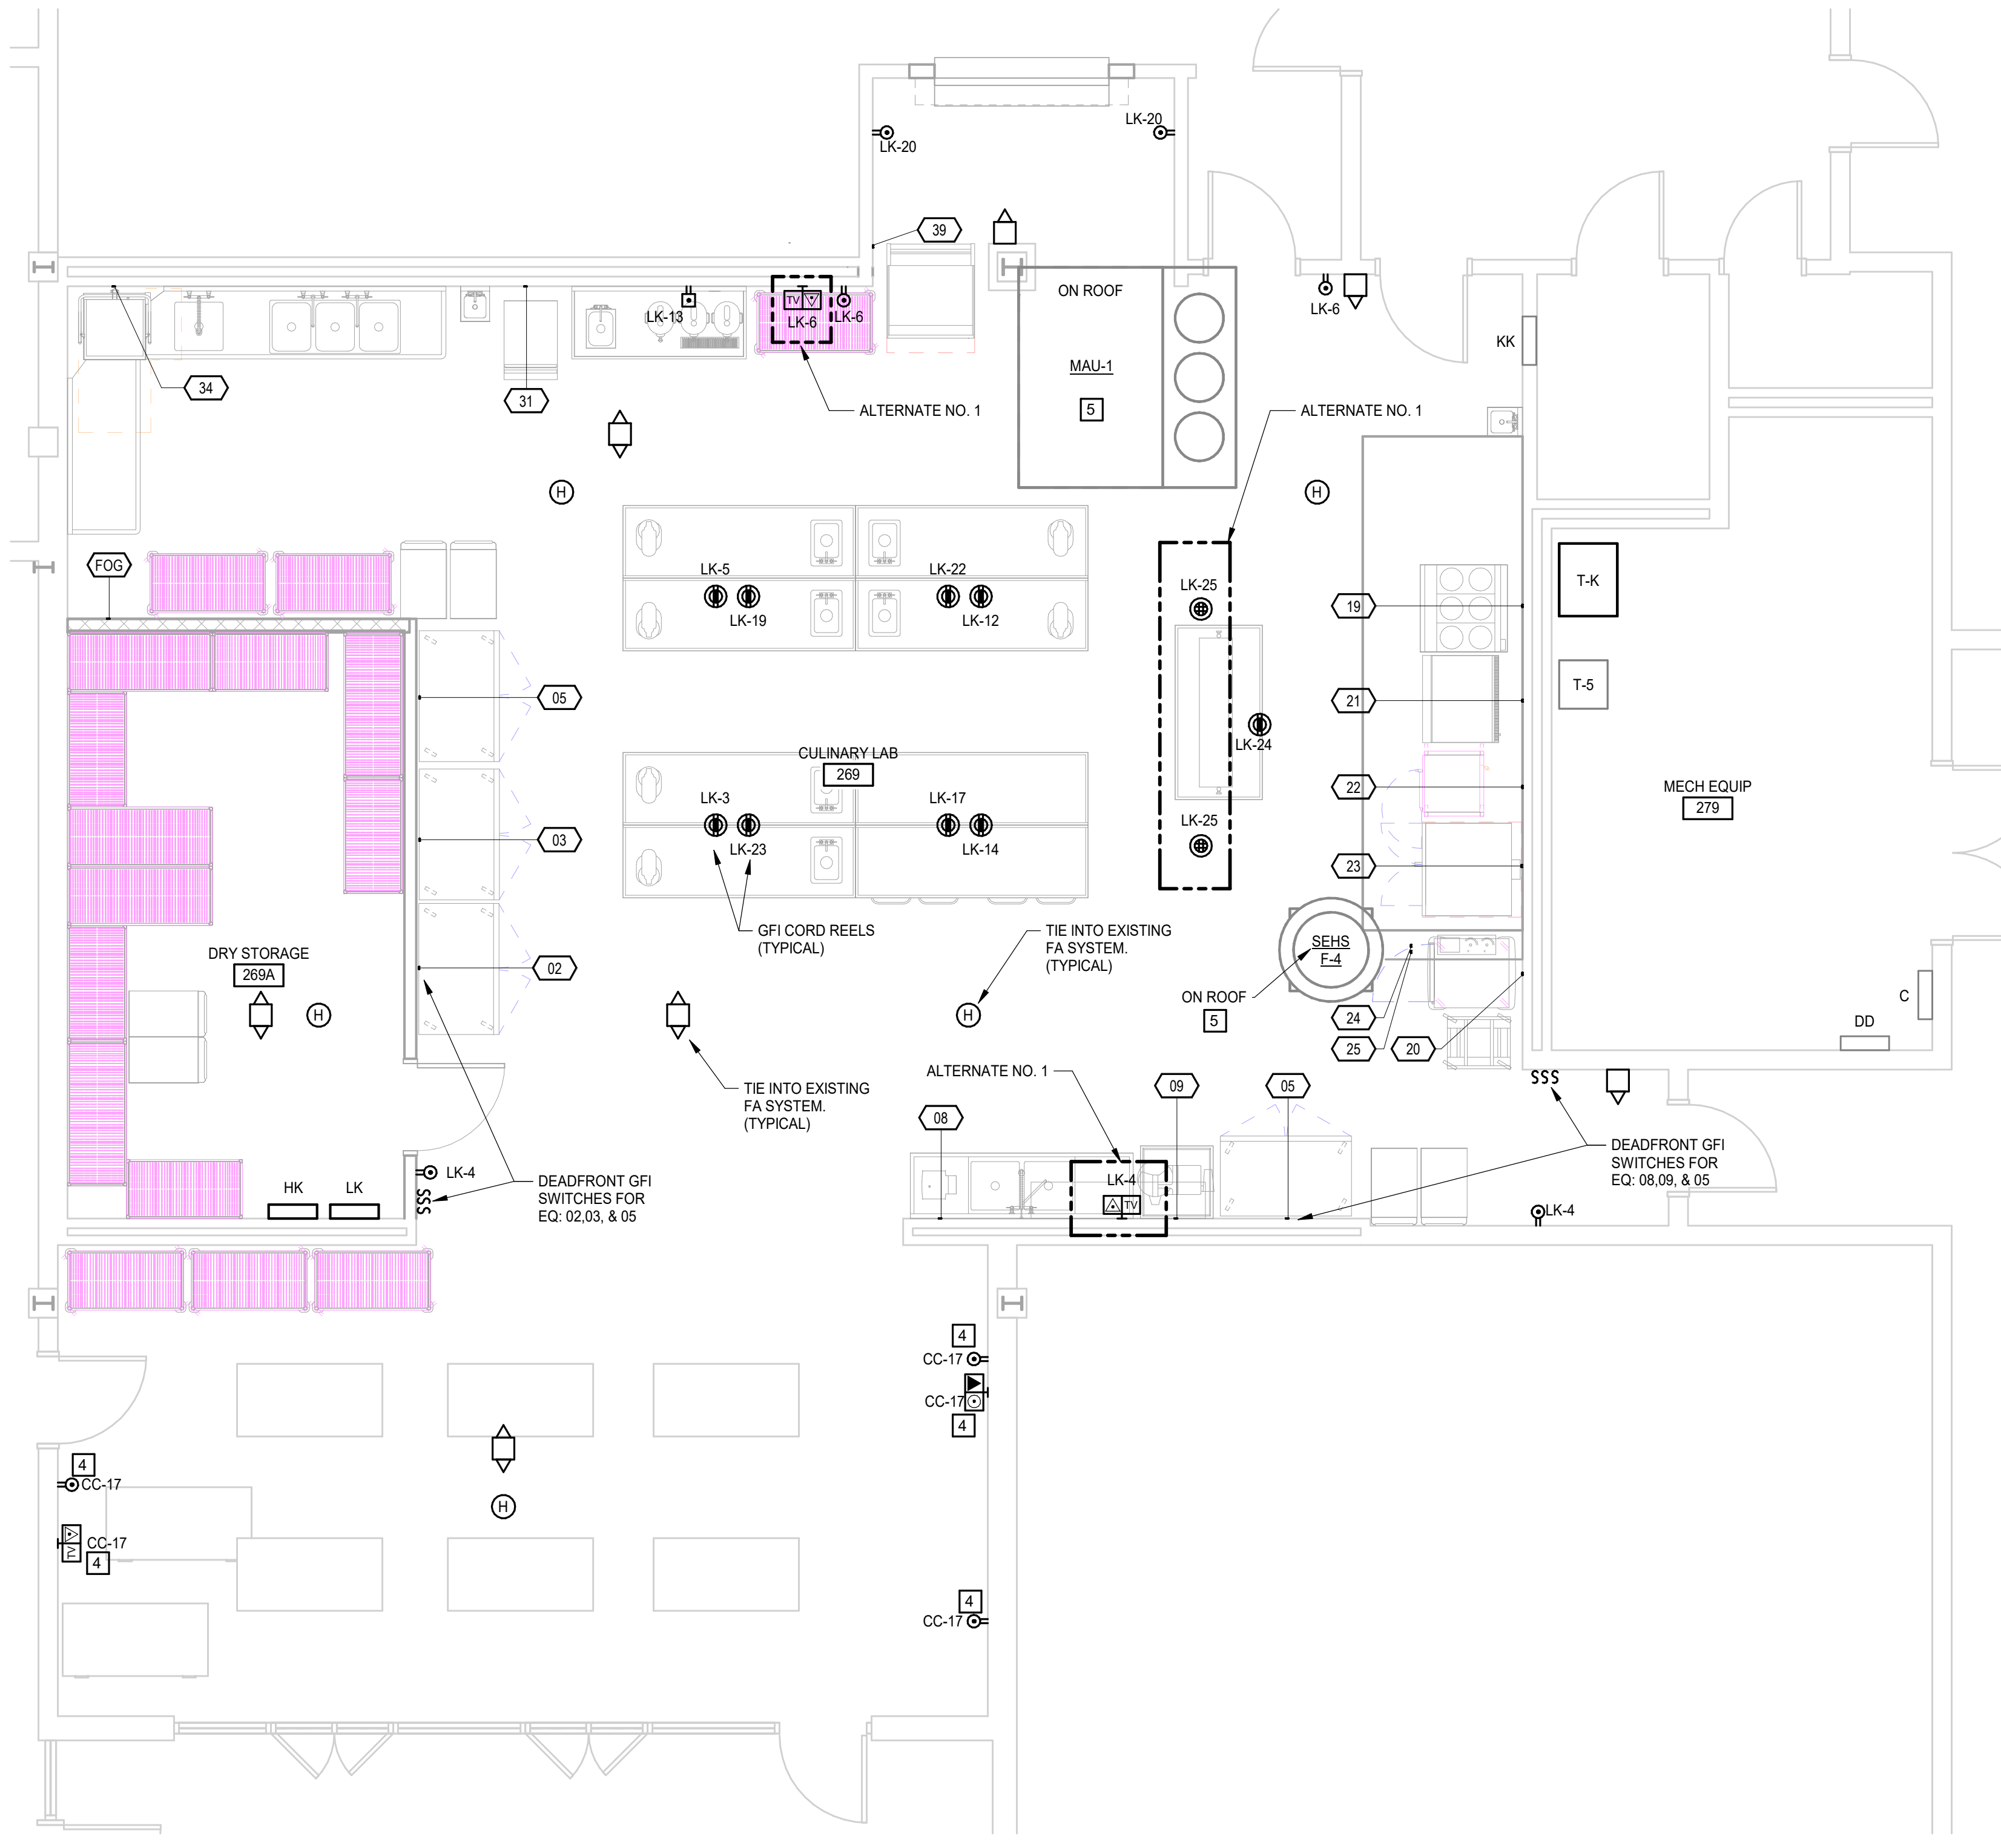 LK-20
LK-20
39
ON ROOF
MAU-1
5
LK-13
TV
LK-6
LK-6
LK-6
KK
34
31
ALTERNATE NO. 1
ALTERNATE NO. 1
H
H
FOG
LK-5
LK-19
LK-22
LK-12
LK-25
19
T-K
05
21
T-5
LK-24
CULINARY LAB
269
22
MECH EQUIP
279
LK-3
LK-23
LK-17
LK-14
LK-25
03
23
GFI CORD REELS
(TYPICAL)
TIE INTO EXISTING
FA SYSTEM.
(TYPICAL)
SEHS
F-4
DRY STORAGE
269A
02
H
H
ON ROOF
5
24
25
20
C
DD
TIE INTO EXISTING
FA SYSTEM.
(TYPICAL)
ALTERNATE NO. 1
09
05
SSS
08
DEADFRONT GFI
SWITCHES FOR
EQ: 08,09, & 05
LK-4
SSS
DEADFRONT GFI
SWITCHES FOR
EQ: 02,03, & 05
HK
LK
LK-4
TV
LK-4
4
CC-17
CC-17
4
4
CC-17
H
TV
CC-17
4
4
CC-17